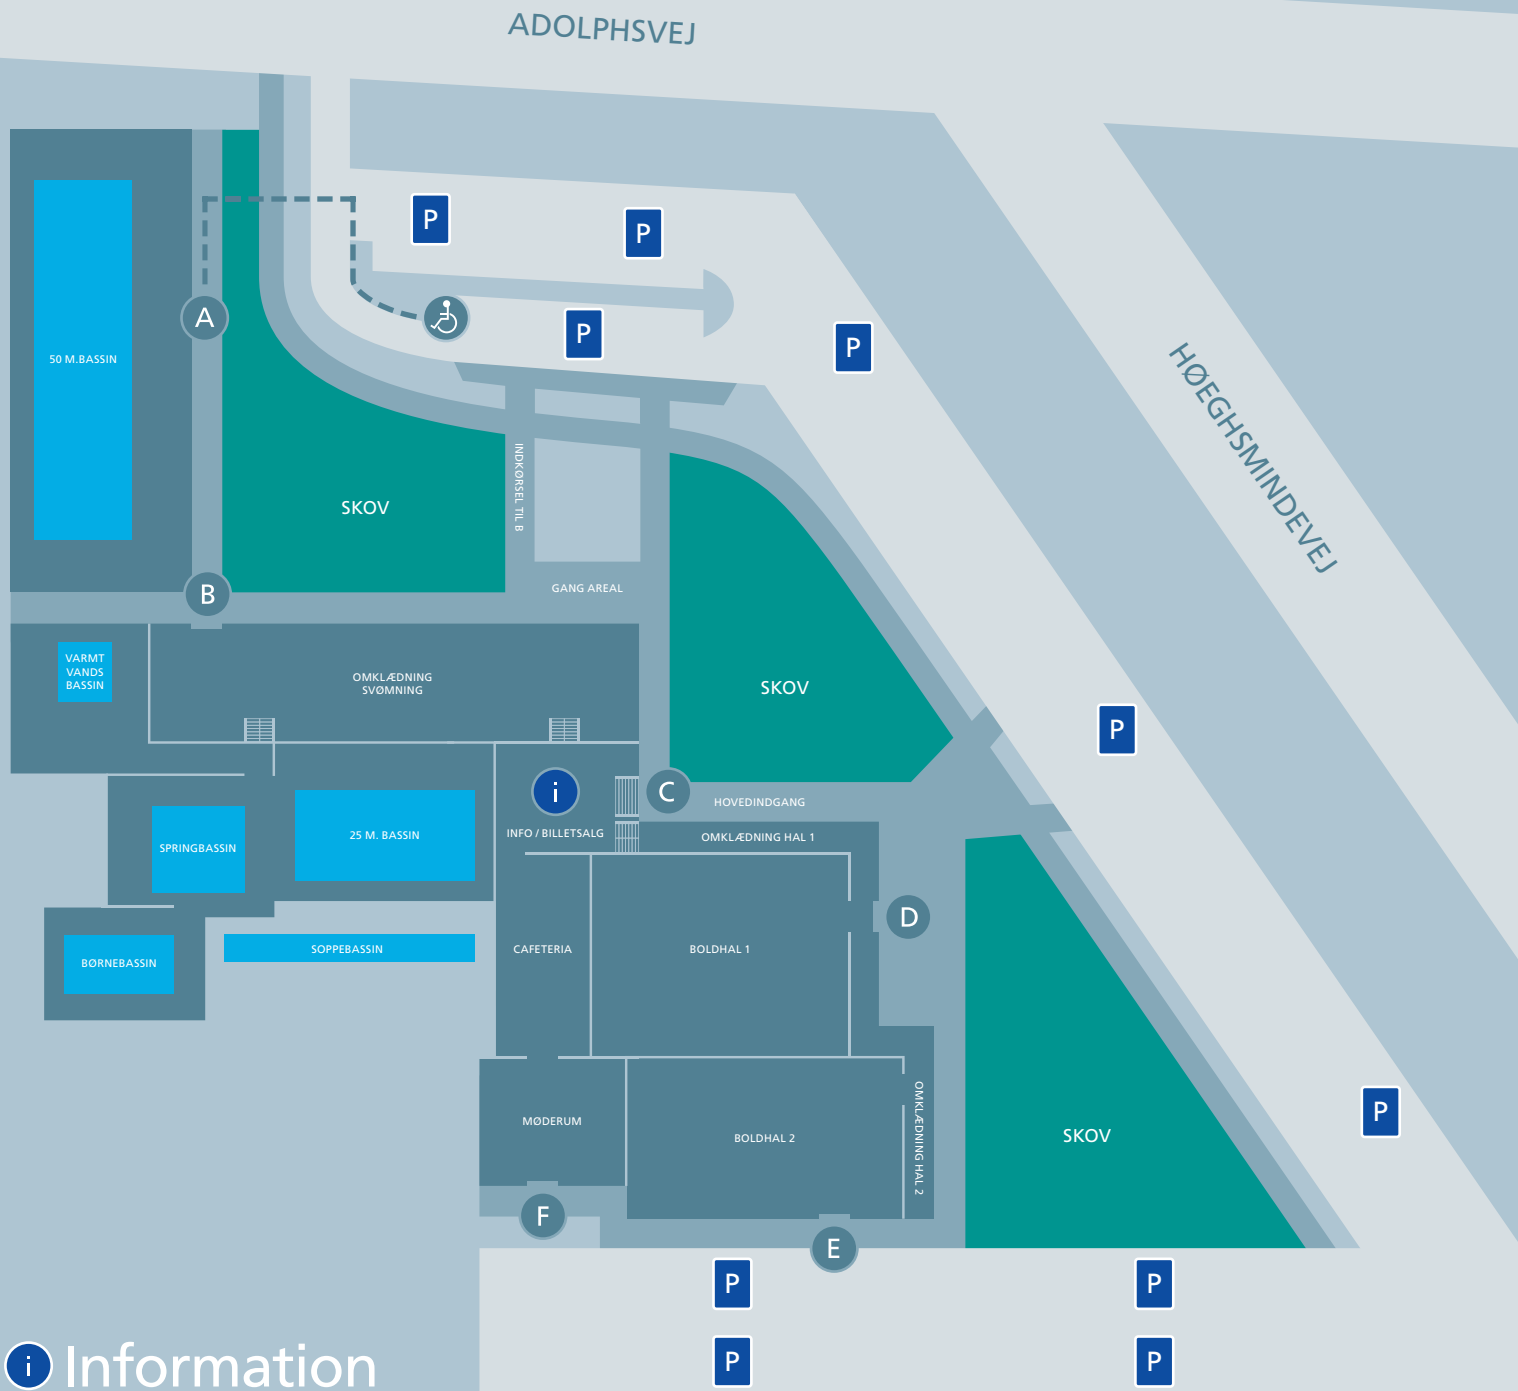 ADOLPHSVEJ
P
P
A
P
P
50 M.BASSIN
HØEGHSMINDEVEJ
INDKØRSEL TIL B
SKOV
B
GANG AREAL
VARMT
VANDS
BASSIN
OMKLÆDNING
SVØMNING
SKOV
P
i
C
HOVEDINDGANG
INFO / BILLETSALG
OMKLÆDNING HAL 1
25 M. BASSIN
SPRINGBASSIN
D
SOPPEBASSIN
CAFETERIA
BOLDHAL 1
BØRNEBASSIN
P
MØDERUM
BOLDHAL 2
OMKLÆDNING HAL 2
SKOV
F
E
P
P
i Information
P
P